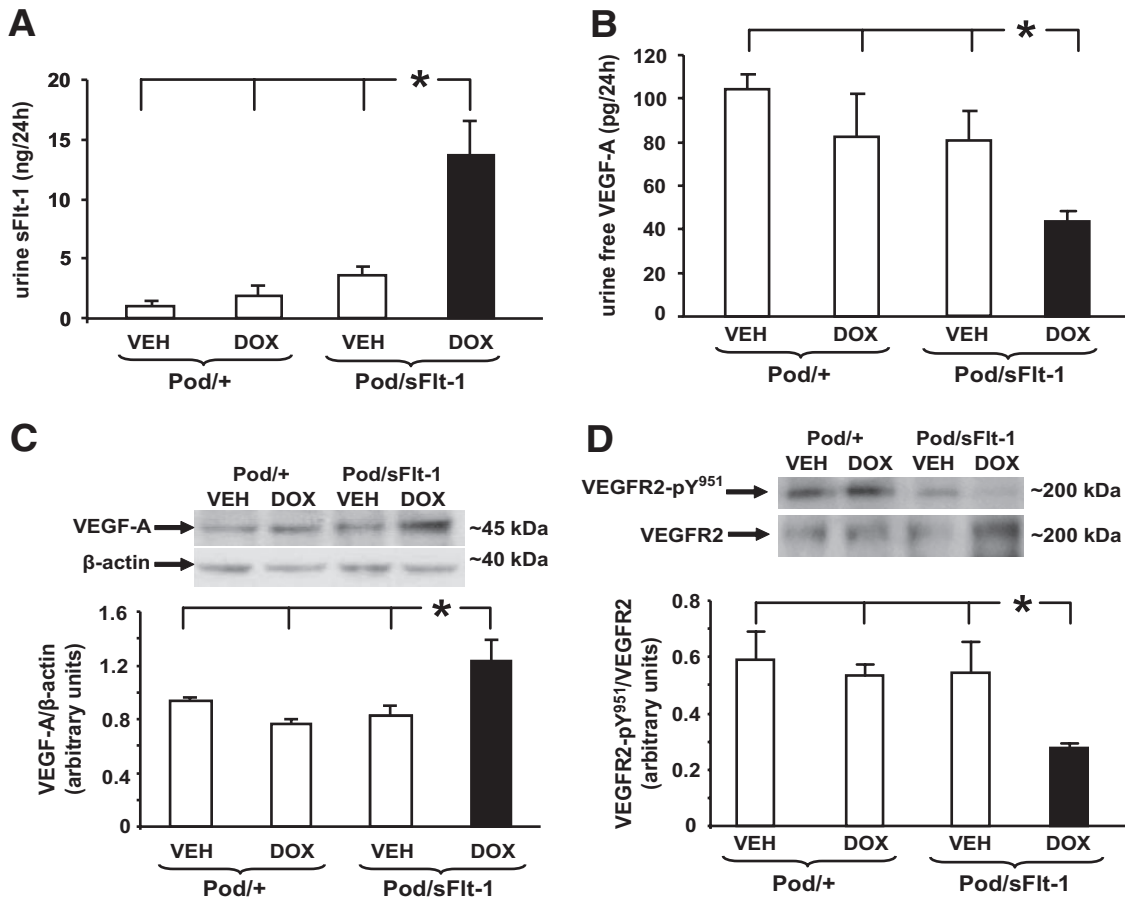 A
urine sFlt-1 (ng/24h)
20
15
10
5
0
*
VEH DOX VEH DOX
Pod/+ Pod/sFlt-1
B
urine free VEGF-A (pg/24h)
120
100
80
60
40
20
0
*
VEH DOX VEH DOX
Pod/+ Pod/sFlt-1
C
Pod/+ Pod/sFlt-1
VEH DOX VEH DOX
VEGF-A ~45 kDa
β-actin ~40 kDa
VEGF-A/β-actin
(arbitrary units)
1.6
1.2
0.8
0.4
0
*
VEH DOX VEH DOX
Pod/+ Pod/sFlt-1
D
Pod/+ Pod/sFlt-1
VEH DOX VEH DOX
VEGFR2-pY⁹⁵¹ ~200 kDa
VEGFR2 ~200 kDa
VEGFR2-pY⁹⁵¹/VEGFR2
(arbitrary units)
0.8
0.6
0.4
0.2
0
*
VEH DOX VEH DOX
Pod/+ Pod/sFlt-1